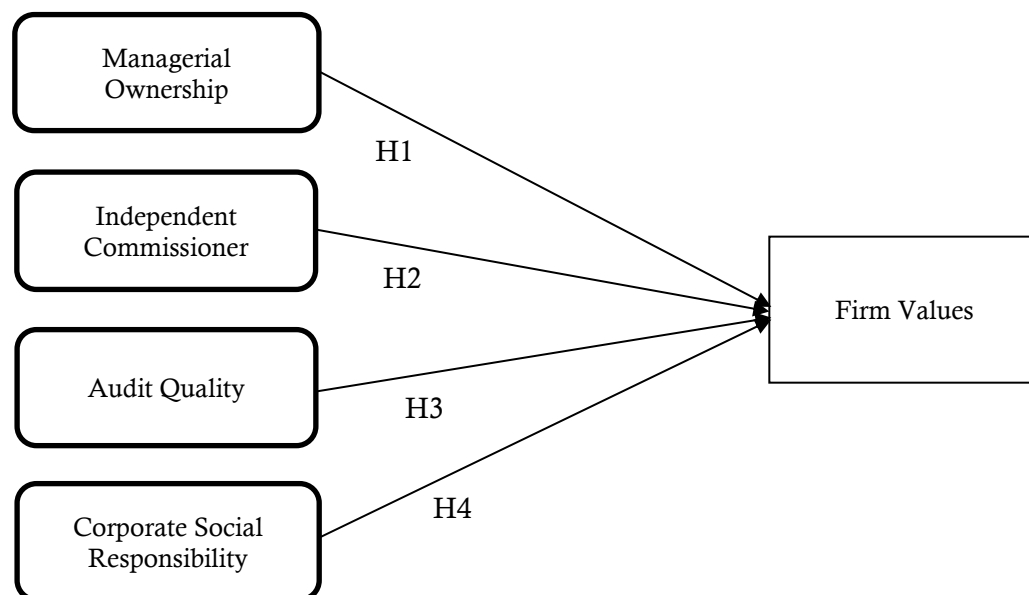 Managerial
Ownership
H1
Independent
Commissioner
H2
Firm Values
Audit Quality
H3
Corporate Social
Responsibility
H4